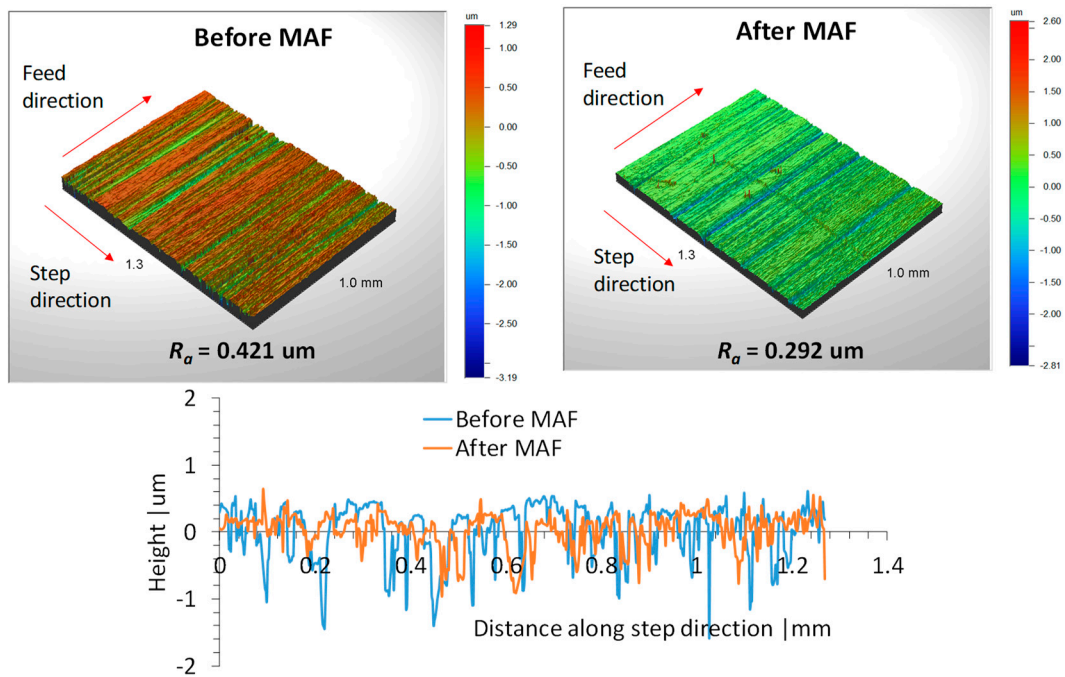 um
1.29
Before MAF
1.00
Feed
direction
0.50
0.00
-0.50
-1.00
-1.50
Step
direction
1.3
1.0 mm
-2.00
-2.50
Ra = 0.421 um
-3.19
um
2.60
After MAF
2.00
Feed
direction
1.50
1.00
0.50
0.00
-0.50
Step
direction
1.3
1.0 mm
-1.00
-1.50
-2.00
Ra = 0.292 um
-2.81
Before MAF
After MAF
Height |um
2
1
0
-1
-2
0
0.2
0.4
0.6
0.8
1
1.2
1.4
Distance along step direction |mm